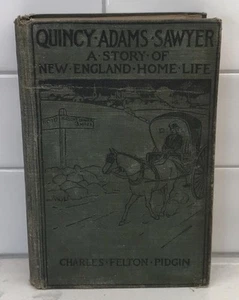 QUINCY·ADAMS·SAWYER
A·STORY·OF
NEW·ENGLAND·HOME·LIFE
CHARLES·FELTON·PIDGIN